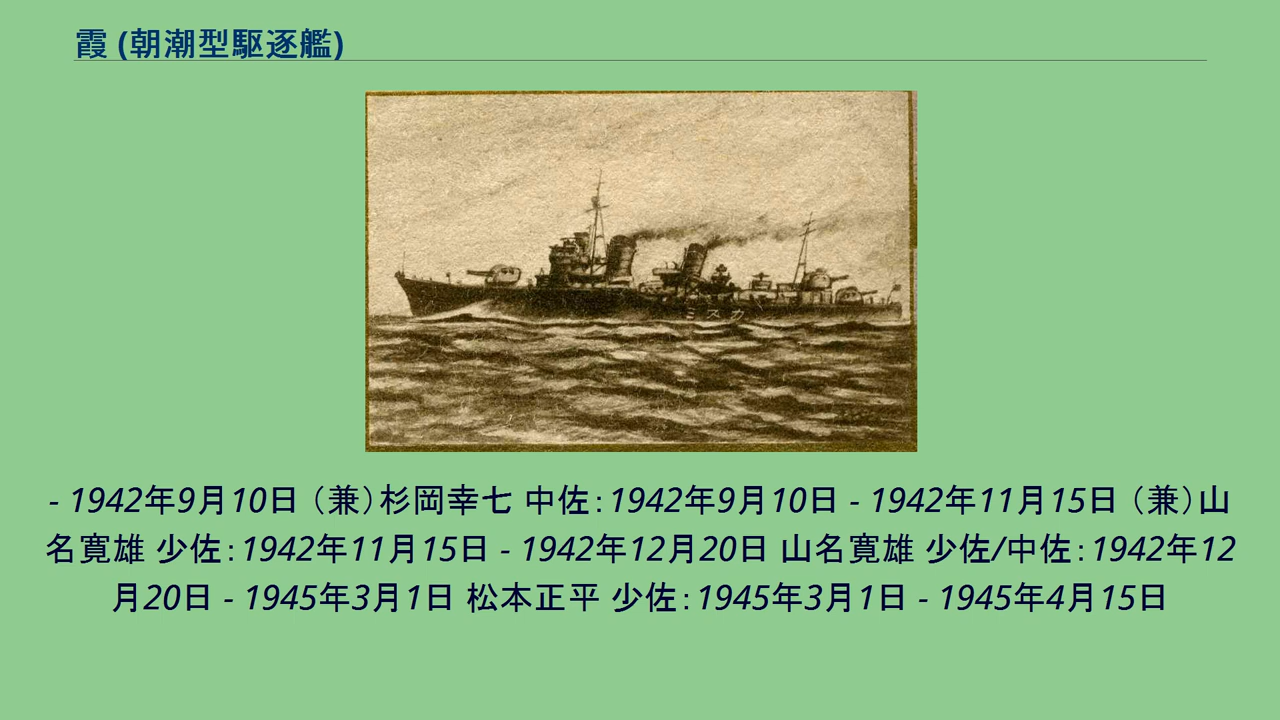 霞 (朝潮型駆逐艦)
ミスカ
- 1942年9月10日 （兼）杉岡幸七 中佐：1942年9月10日 - 1942年11月15日 （兼）山
名寛雄 少佐：1942年11月15日 - 1942年12月20日 山名寛雄 少佐/中佐：1942年12
月20日 - 1945年3月1日 松本正平 少佐：1945年3月1日 - 1945年4月15日